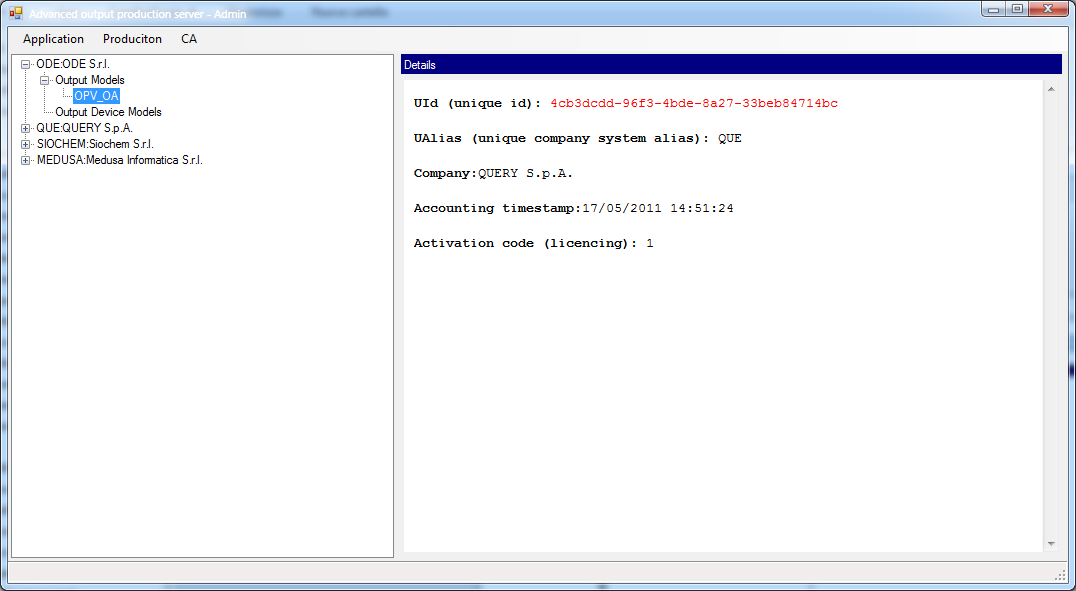 Advanced output production server - Admin
Application Produciton CA
ODE:ODE S.r.l.
Output Models
OPV_OA
Output Device Models
QUE:QUERY S.p.A.
SIOCHEM:Siochem S.r.l.
MEDUSA:Medusa Informatica S.r.l.
Details
UId (unique id): 4cb3dcdd-96f3-4bde-8a27-33beb84714bc
UAlias (unique company system alias): QUE
Company:QUERY S.p.A.
Accounting timestamp:17/05/2011 14:51:24
Activation code (licencing): 1